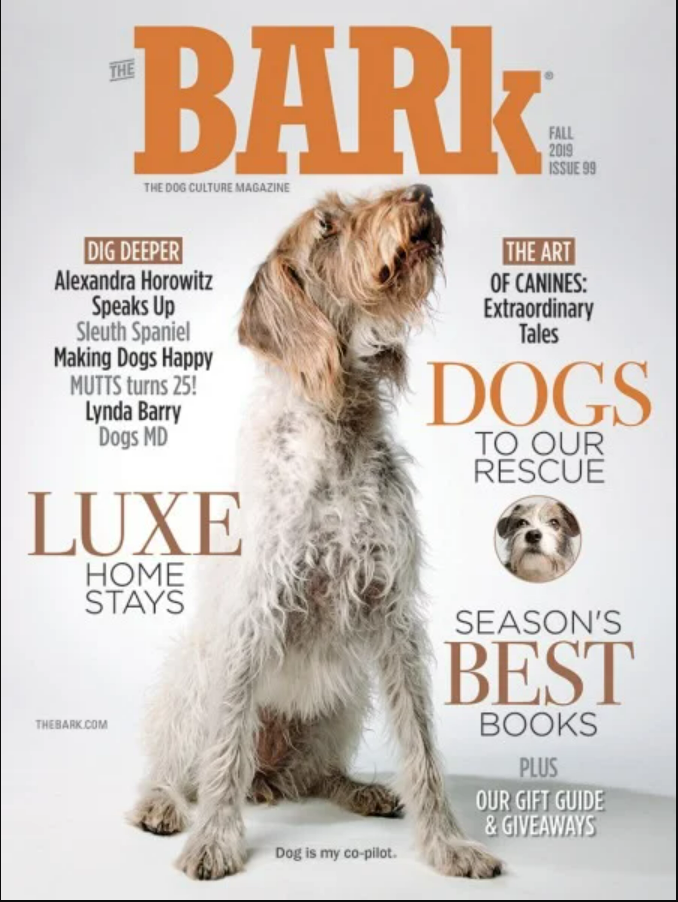 THE
BARk®
FALL
2019
ISSUE 99
THE DOG CULTURE MAGAZINE
DIG DEEPER
Alexandra Horowitz
Speaks Up
Sleuth Spaniel
Making Dogs Happy
MUTTS turns 25!
Lynda Barry
Dogs MD
LUXE
HOME
STAYS
THEBARK.COM
THE ART
OF CANINES:
Extraordinary
Tales
DOGS
TO OUR
RESCUE
SEASON'S
BEST
BOOKS
PLUS
OUR GIFT GUIDE
& GIVEAWAYS
Dog is my co-pilot®